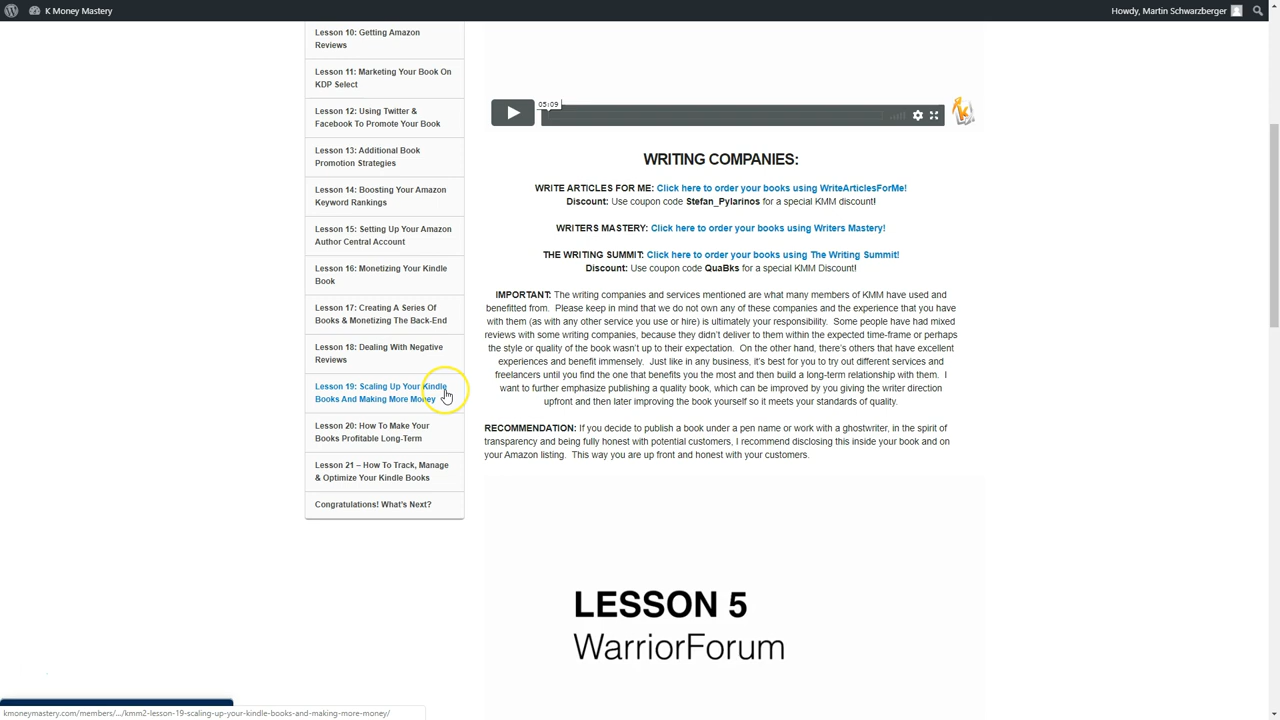 K Money Mastery
Howdy, Martin Schwarzberger
Lesson 10: Getting Amazon
Reviews
Lesson 11: Marketing Your Book On
KDP Select
Lesson 12: Using Twitter &
Facebook To Promote Your Book
Lesson 13: Additional Book
Promotion Strategies
Lesson 14: Boosting Your Amazon
Keyword Rankings
Lesson 15: Setting Up Your Amazon
Author Central Account
Lesson 16: Monetizing Your Kindle
Book
Lesson 17: Creating A Series Of
Books & Monetizing The Back-End
Lesson 18: Dealing With Negative
Reviews
Lesson 19: Scaling Up Your Kindle
Books And Making More Money
Lesson 20: How To Make Your
Books Profitable Long-Term
Lesson 21 – How To Track, Manage
& Optimize Your Kindle Books
Congratulations! What's Next?
05:09
k
WRITING COMPANIES:
WRITE ARTICLES FOR ME: Click here to order your books using WriteArticlesForMe!
Discount: Use coupon code Stefan_Pylarinos for a special KMM discount!
WRITERS MASTERY: Click here to order your books using Writers Mastery!
THE WRITING SUMMIT: Click here to order your books using The Writing Summit!
Discount: Use coupon code QuaBks for a special KMM Discount!
IMPORTANT: The writing companies and services mentioned are what many members of KMM have used and
benefitted from. Please keep in mind that we do not own any of these companies and the experience that you have
with them (as with any other service you use or hire) is ultimately your responsibility. Some people have had mixed
reviews with some writing companies, because they didn't deliver to them within the expected time-frame or perhaps
the style or quality of the book wasn't up to their expectation. On the other hand, there's others that have excellent
experiences and benefit immensely. Just like in any business, it's best for you to try out different services and
freelancers until you find the one that benefits you the most and then build a long-term relationship with them. I
want to further emphasize publishing a quality book, which can be improved by you giving the writer direction
upfront and then later improving the book yourself so it meets your standards of quality.
RECOMMENDATION: If you decide to publish a book under a pen name or work with a ghostwriter, in the spirit of
transparency and being fully honest with potential customers, I recommend disclosing this inside your book and on
your Amazon listing. This way you are up front and honest with your customers.
LESSON 5
WarriorForum
kmoneymastery.com/members/.../kmm2-lesson-19-scaling-up-your-kindle-books-and-making-more-money/